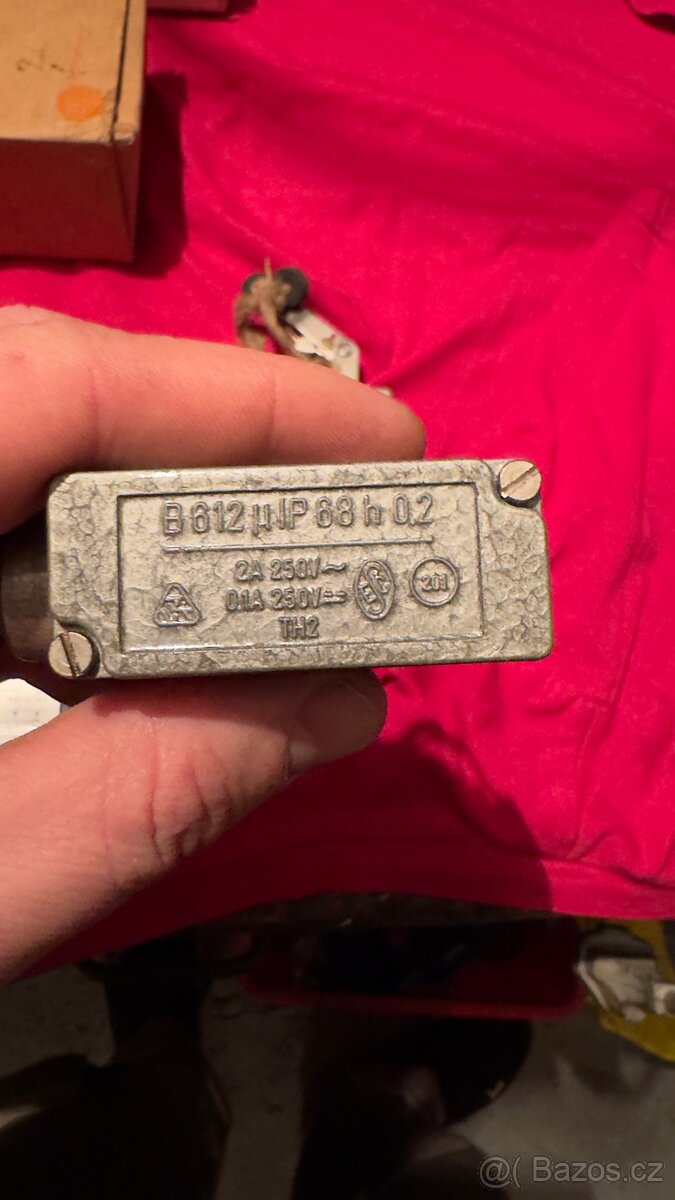 B 612 µ IP 68 h 0.2
2A 250V~
0.1A 250V⎓
TH2
201
@( Bazos.cz